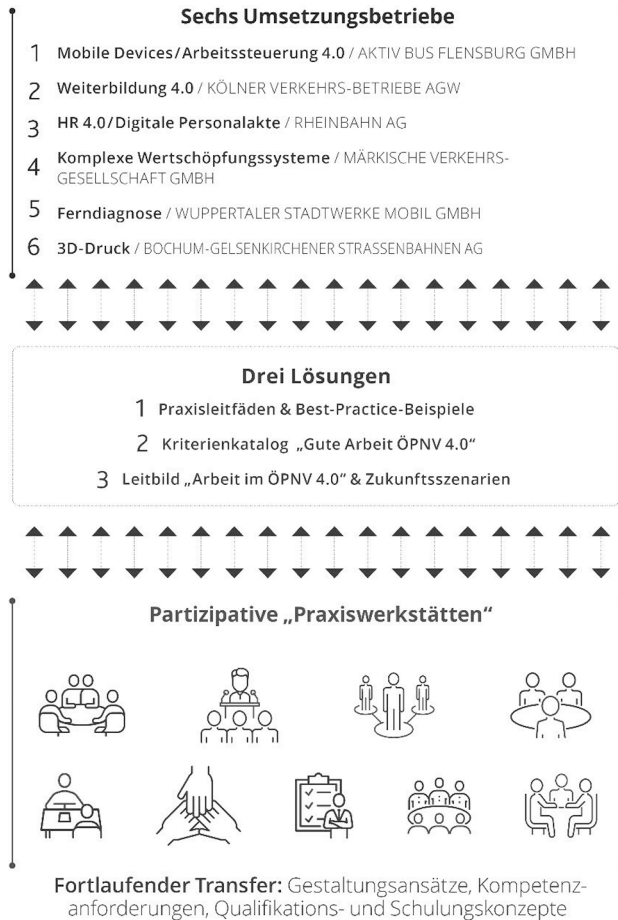 Sechs Umsetzungsbetriebe
1 Mobile Devices/Arbeitssteuerung 4.0 / AKTIV BUS FLENSBURG GMBH
2 Weiterbildung 4.0 / KÖLNER VERKEHRS-BETRIEBE AGW
3 HR 4.0/Digitale Personalakte / RHEINBAHN AG
4 Komplexe Wertschöpfungssysteme / MÄRKISCHE VERKEHRS-
GESELLSCHAFT GMBH
5 Ferndiagnose / WUPPERTALER STADTWERKE MOBIL GMBH
6 3D-Druck / BOCHUM-GELSENKIRCHENER STRASSENBAHNEN AG
Drei Lösungen
1 Praxisleitfäden & Best-Practice-Beispiele
2 Kriterienkatalog „Gute Arbeit ÖPNV 4.0“
3 Leitbild „Arbeit im ÖPNV 4.0“ & Zukunftsszenarien
Partizipative „Praxiswerkstätten“
Fortlaufender Transfer: Gestaltungsansätze, Kompetenz-
anforderungen, Qualifikations- und Schulungskonzepte